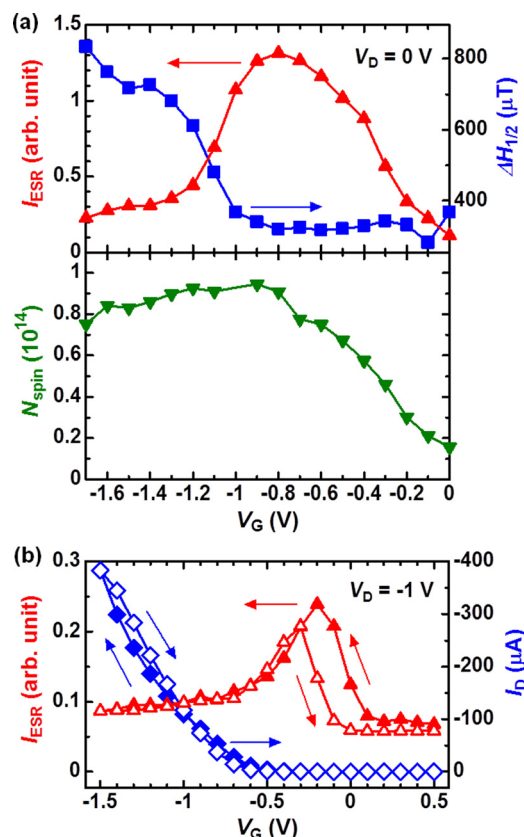 (a)
V_D = 0 V
I_ESR (arb. unit)
1.5
1
0.5
0
ΔH_1/2 (μT)
800
600
400
N_spin (10^14)
1
0.8
0.6
0.4
0.2
0
-1.6 -1.4 -1.2 -1 -0.8 -0.6 -0.4 -0.2 0
V_G (V)
(b)
V_D = -1 V
I_ESR (arb. unit)
0.3
0.2
0.1
0
I_D (μA)
-400
-300
-200
-100
0
-1.5 -1 -0.5 0 0.5
V_G (V)